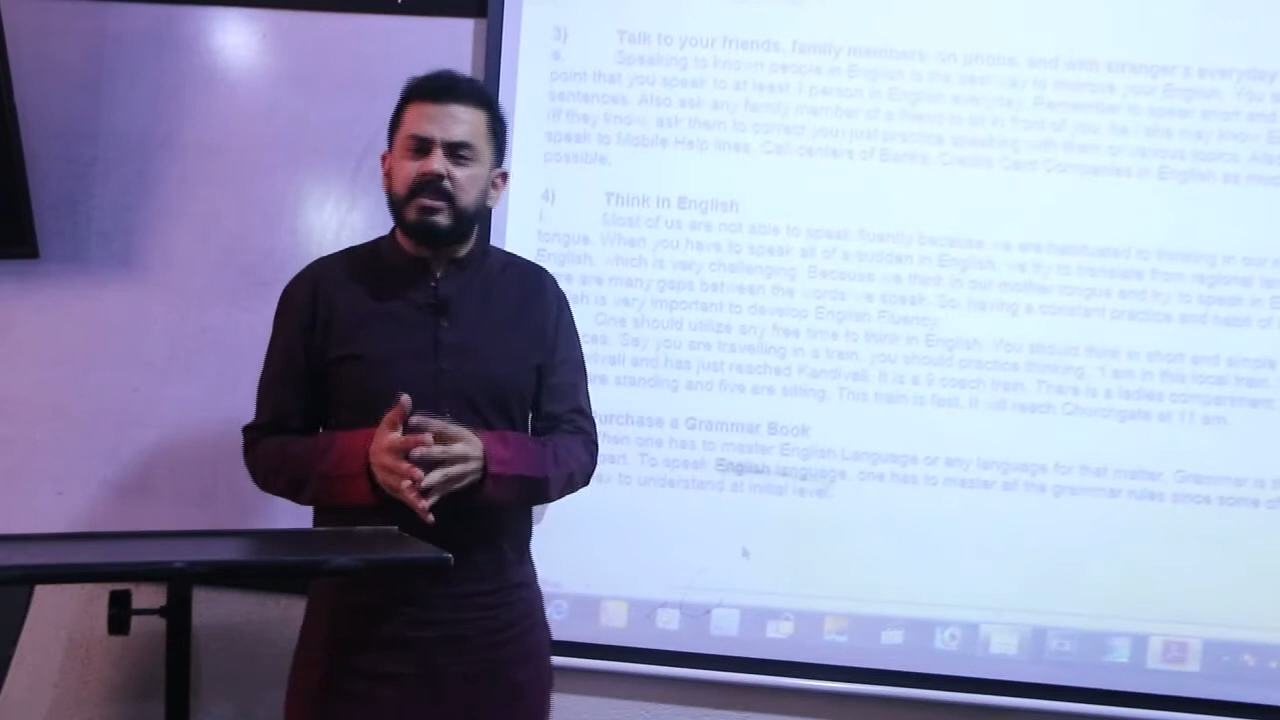 3) Talk to your friends, family members, on phone, and with stranger's everyday
Speaking to known people in English is the best way to improve your English. You
point that you speak to at least 1 person in English everyday. Remember to speak short and
sentences. Also ask any family member or a friend to sit in front of you
If they know, ask them to correct you just practice speaking with them on various topics. Also
speak to Mobile Help lines, Call centers of Banks, Credits Card Companies in English as much
possible.
4) Think in English
i. Most of us are not able to speak fluently because we are habituated to thinking in our
tongue. When you have to speak all of a sudden in English, we try to translate from regional
English, which is very challenging. Because we think in our mother tongue and try to speak in
are many gaps between the words we speak. So, having a constant practice and habit of
is very important to develop English Fluency.
One should utilize any free time to think in English. You should think in short and simple
Say you are travelling in a train, you should practice thinking. "I am in this local train.
and has just reached Kandivali. It is a 9 coach train. There is a ladies compartment.
are standing and five are sitting. This train is fast. It will reach Churchgate at 11 am.
urchase a Grammar Book
hen one has to master English Language or any language for that matter, Grammar is
part. To speak English language, one has to master all the grammar rules since some
to understand at initial level.